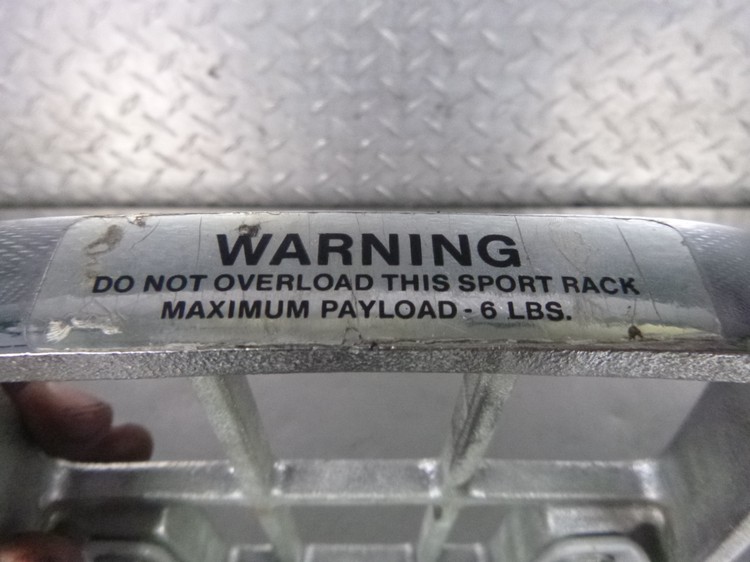 WARNING
DO NOT OVERLOAD THIS SPORT RACK
MAXIMUM PAYLOAD - 6 LBS.